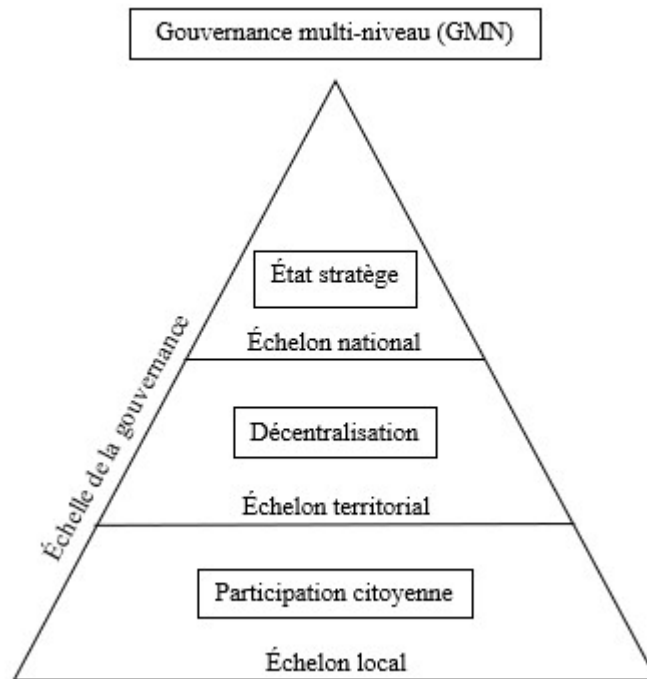 Gouvernance multi-niveau (GMN)
État stratège
Échelon national
Échelle de la gouvernance
Décentralisation
Échelon territorial
Participation citoyenne
Échelon local